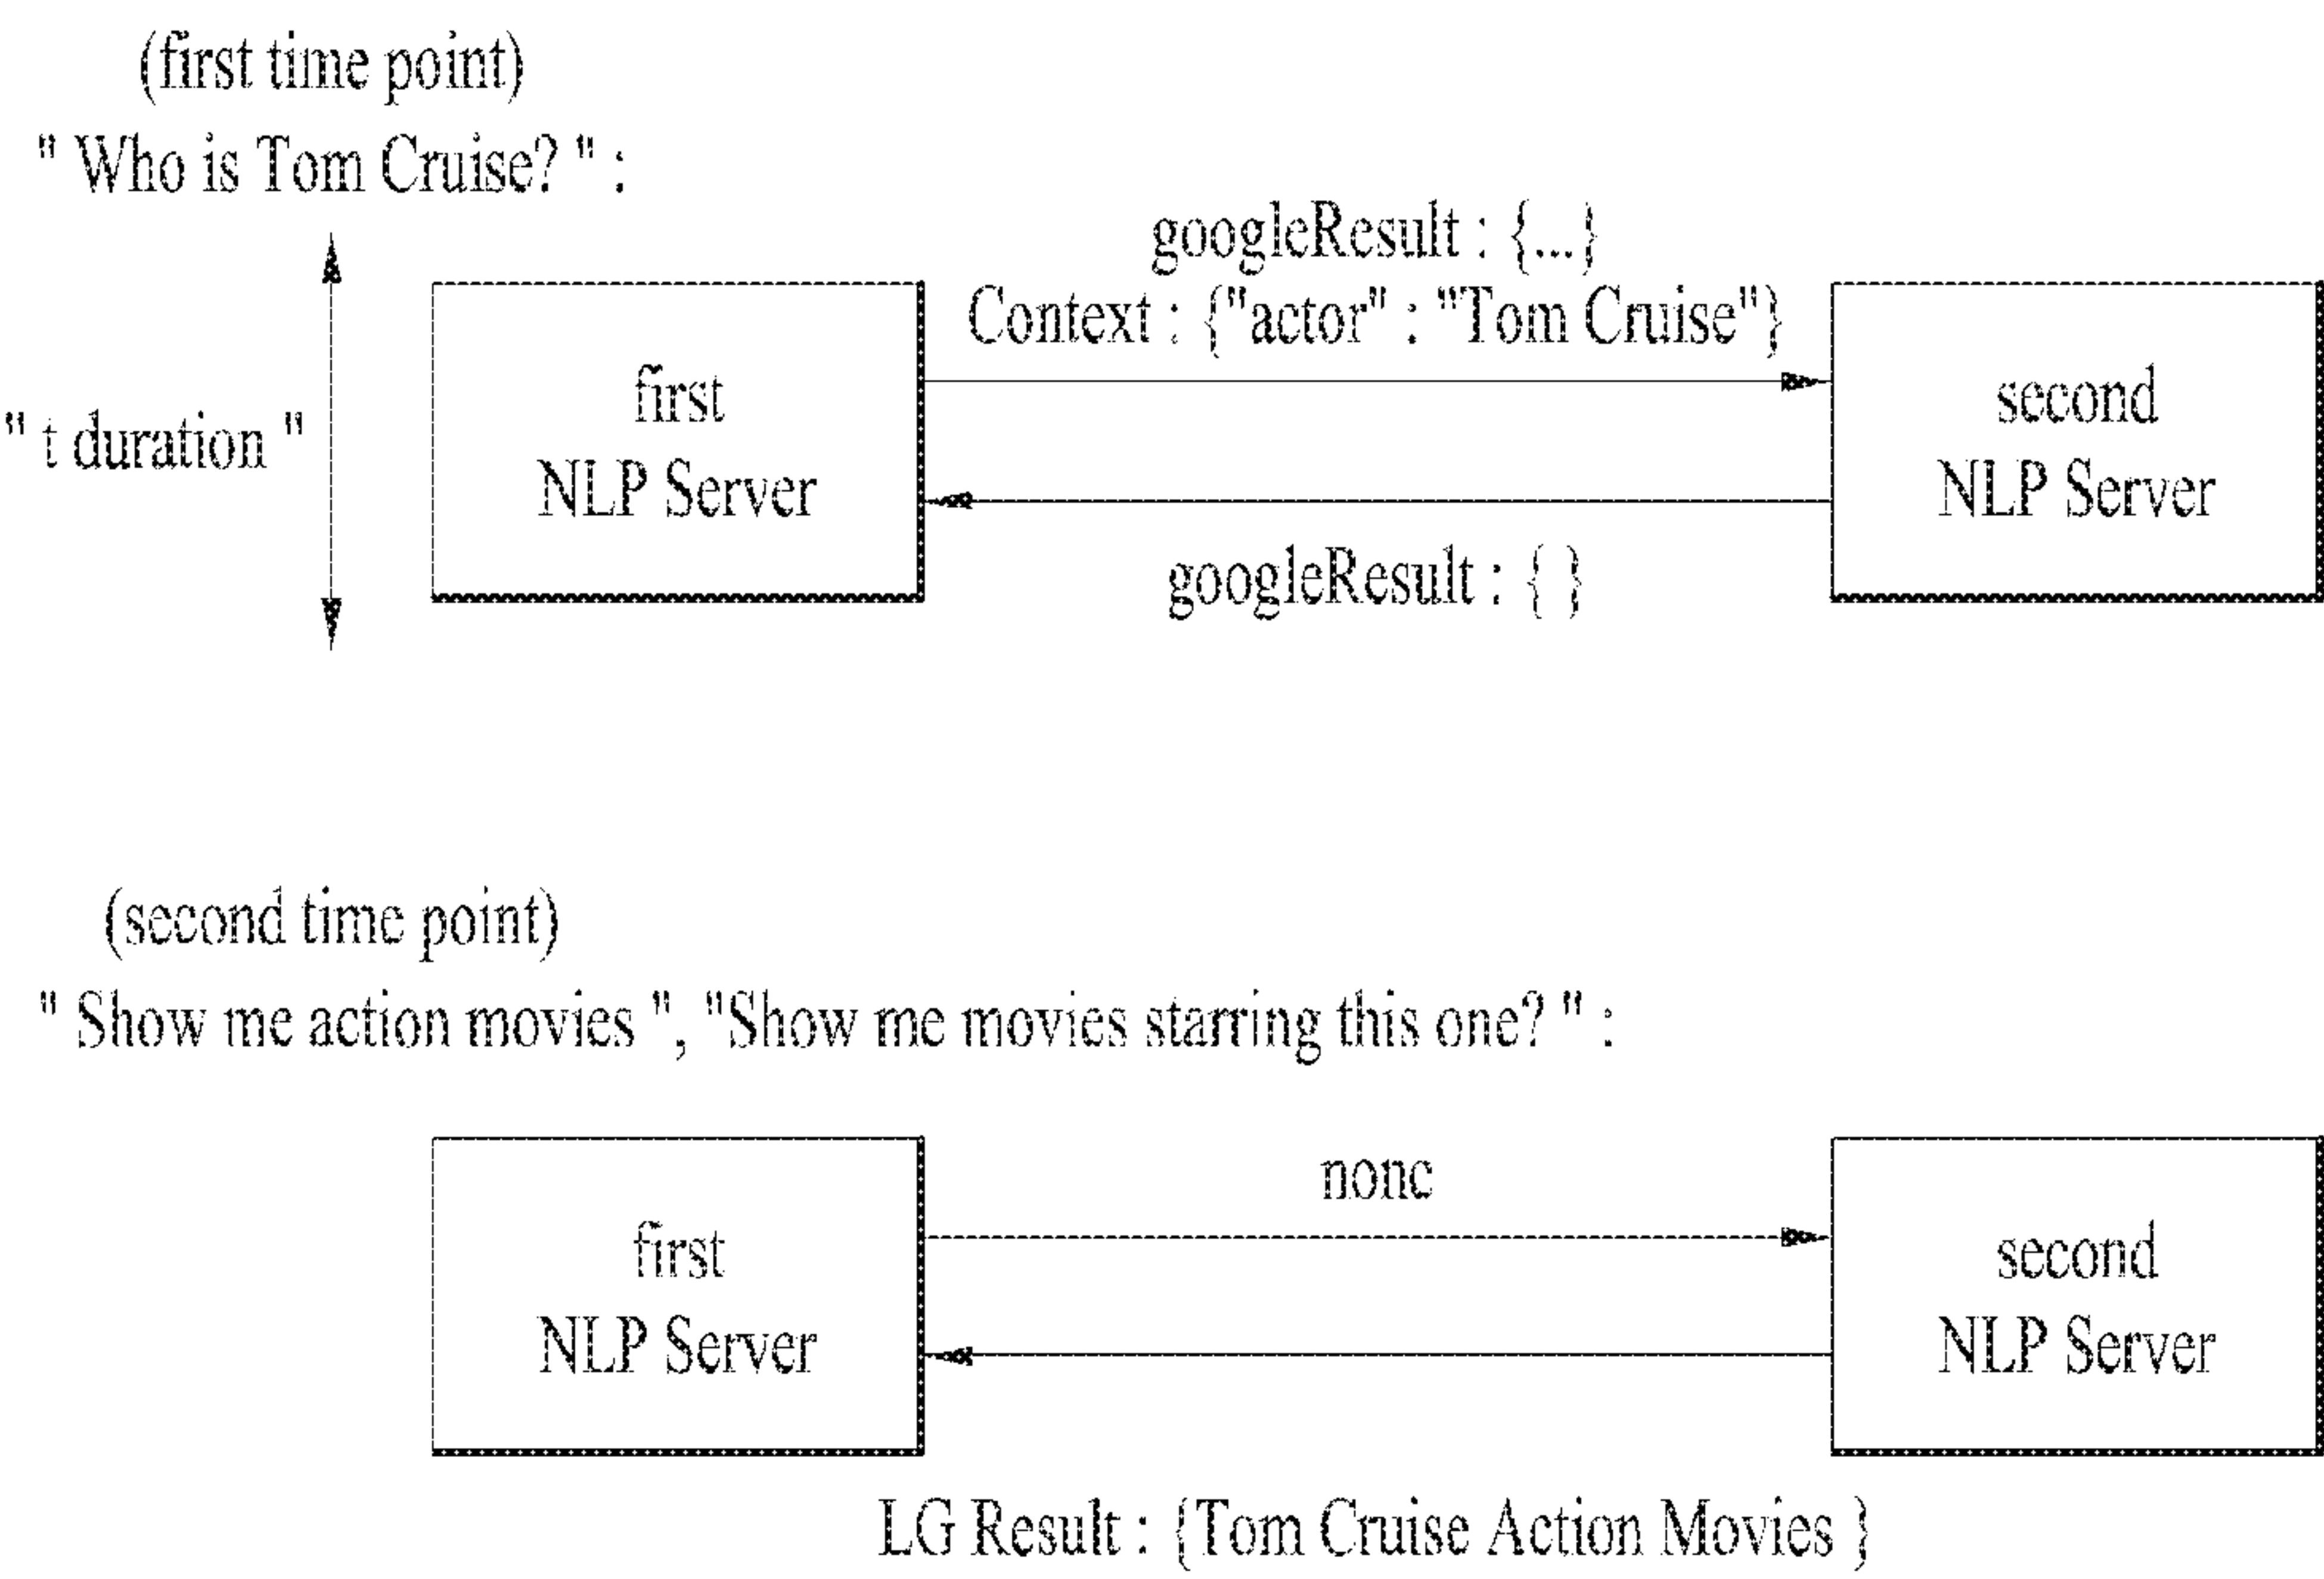 (first time point)
" Who is Tom Cruise? " :
googleResult : {...}
Context : {"actor" : "Tom Cruise"}
first
NLP Server
second
NLP Server
" t duration "
googleResult : { }
(second time point)
" Show me action movies ", "Show me movies starring this one? " :
none
first
NLP Server
second
NLP Server
LG Result : {Tom Cruise Action Movies }